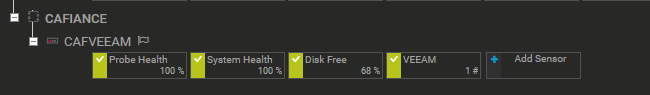 CAFIANCE
CAFVEEAM
Probe Health
100 %
System Health
100 %
Disk Free
68 %
VEEAM
1 #
Add Sensor